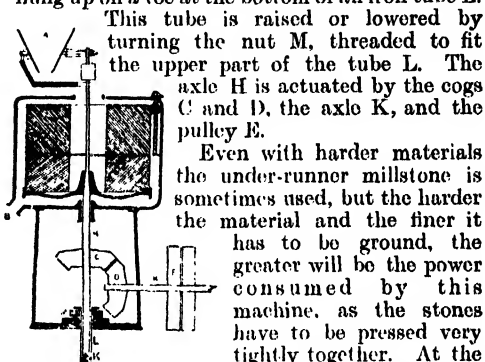 This tube is raised or lowered by
turning the nut M, threaded to fit
the upper part of the tube L. The
axle H is actuated by the cogs
C and D, the axle K, and the
pulley E.
Even with harder materials
the under-runner millstone is
sometimes used, but the harder
the material and the finer it
has to be ground, the
greater will be the power
consumed by this
machine, as the stones
have to be pressed very
tightly together. At the